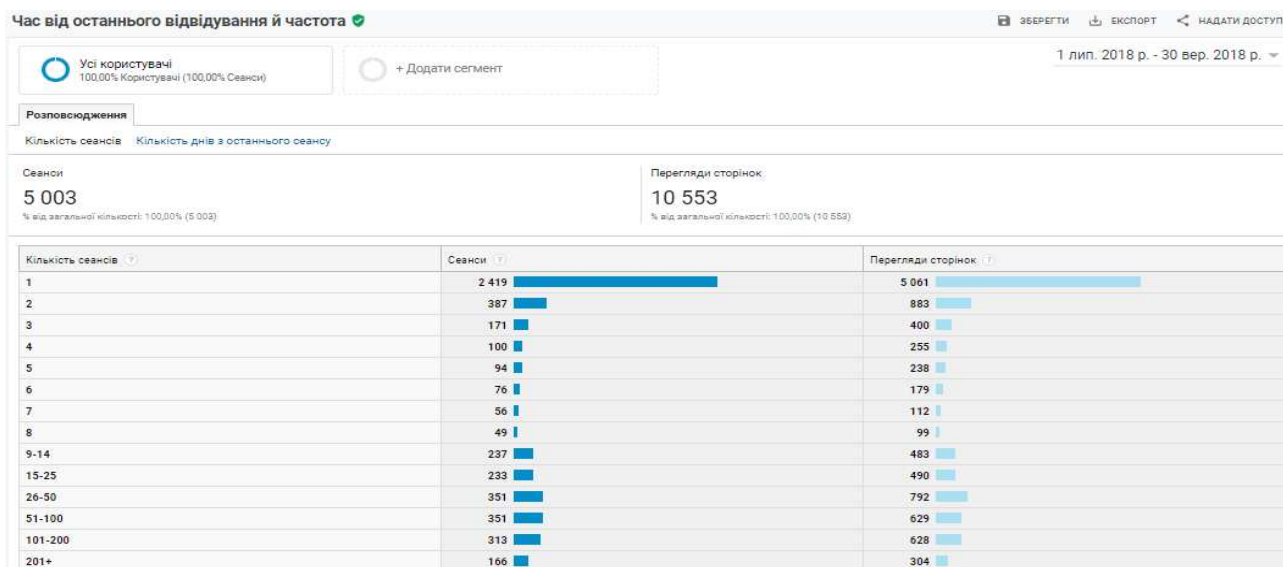 Час від останнього відвідування й частота
ЗБЕРЕГТИ ЕКСПОРТ НАДАТИ ДОСТУП
Усі користувачі
100,00% Користувачі (100,00% Сеанси)
+ Додати сегмент
1 лип. 2018 р. - 30 вер. 2018 р.
Розповсюдження
Кількість сеансів Кількість днів з останнього сеансу
Сеанси Перегляди сторінок
5 003 10 553
% від загальної кількості: 100,00% (5 003) % від загальної кількості: 100,00% (10 553)
Кількість сеансів ? Сеанси ? Перегляди сторінок ?
1 2 419 5 061
2 387 883
3 171 400
4 100 255
5 94 238
6 76 179
7 56 112
8 49 99
9-14 237 483
15-25 233 490
26-50 351 792
51-100 351 629
101-200 313 628
201+ 166 304